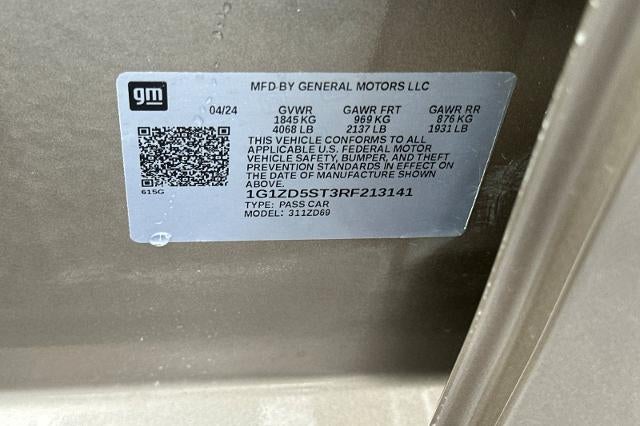 gm
MFD BY GENERAL MOTORS LLC
04/24 GVWR GAWR FRT GAWR RR
1845 KG 969 KG 876 KG
4068 LB 2137 LB 1931 LB
THIS VEHICLE CONFORMS TO ALL
APPLICABLE U.S. FEDERAL MOTOR
VEHICLE SAFETY, BUMPER, AND THEFT
PREVENTION STANDARDS IN EFFECT ON
THE DATE OF MANUFACTURE SHOWN
ABOVE.
615G
1G1ZD5ST3RF213141
TYPE: PASS CAR
MODEL: 311ZD69